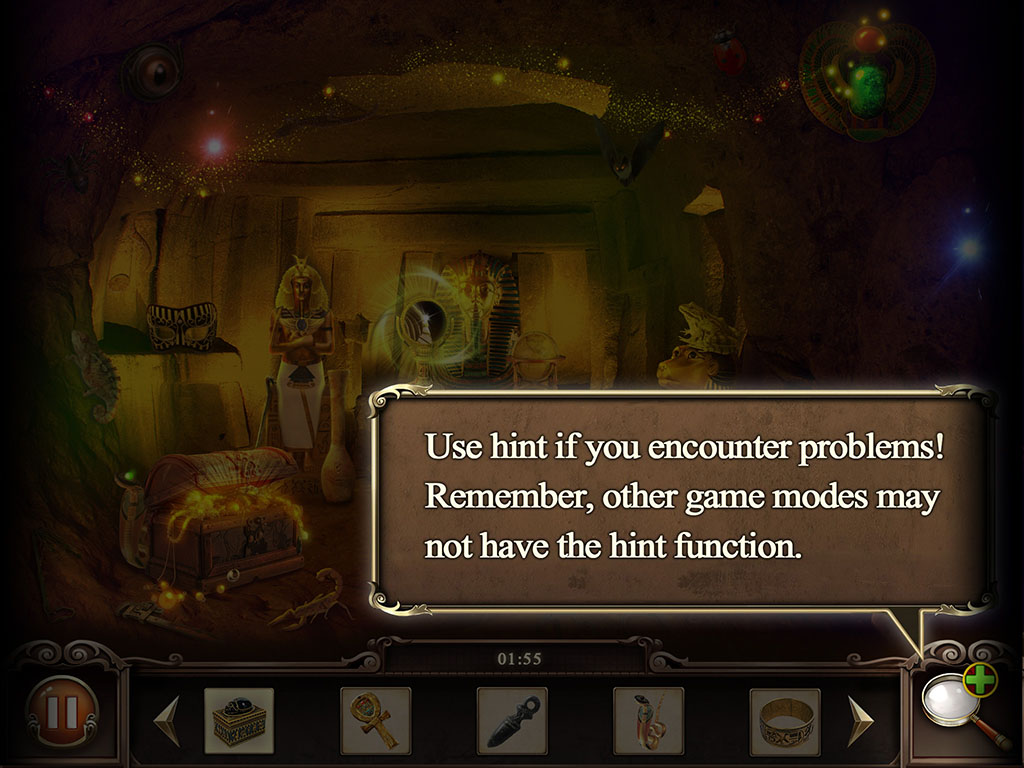 Use hint if you encounter problems!
Remember, other game modes may
not have the hint function.
01:55